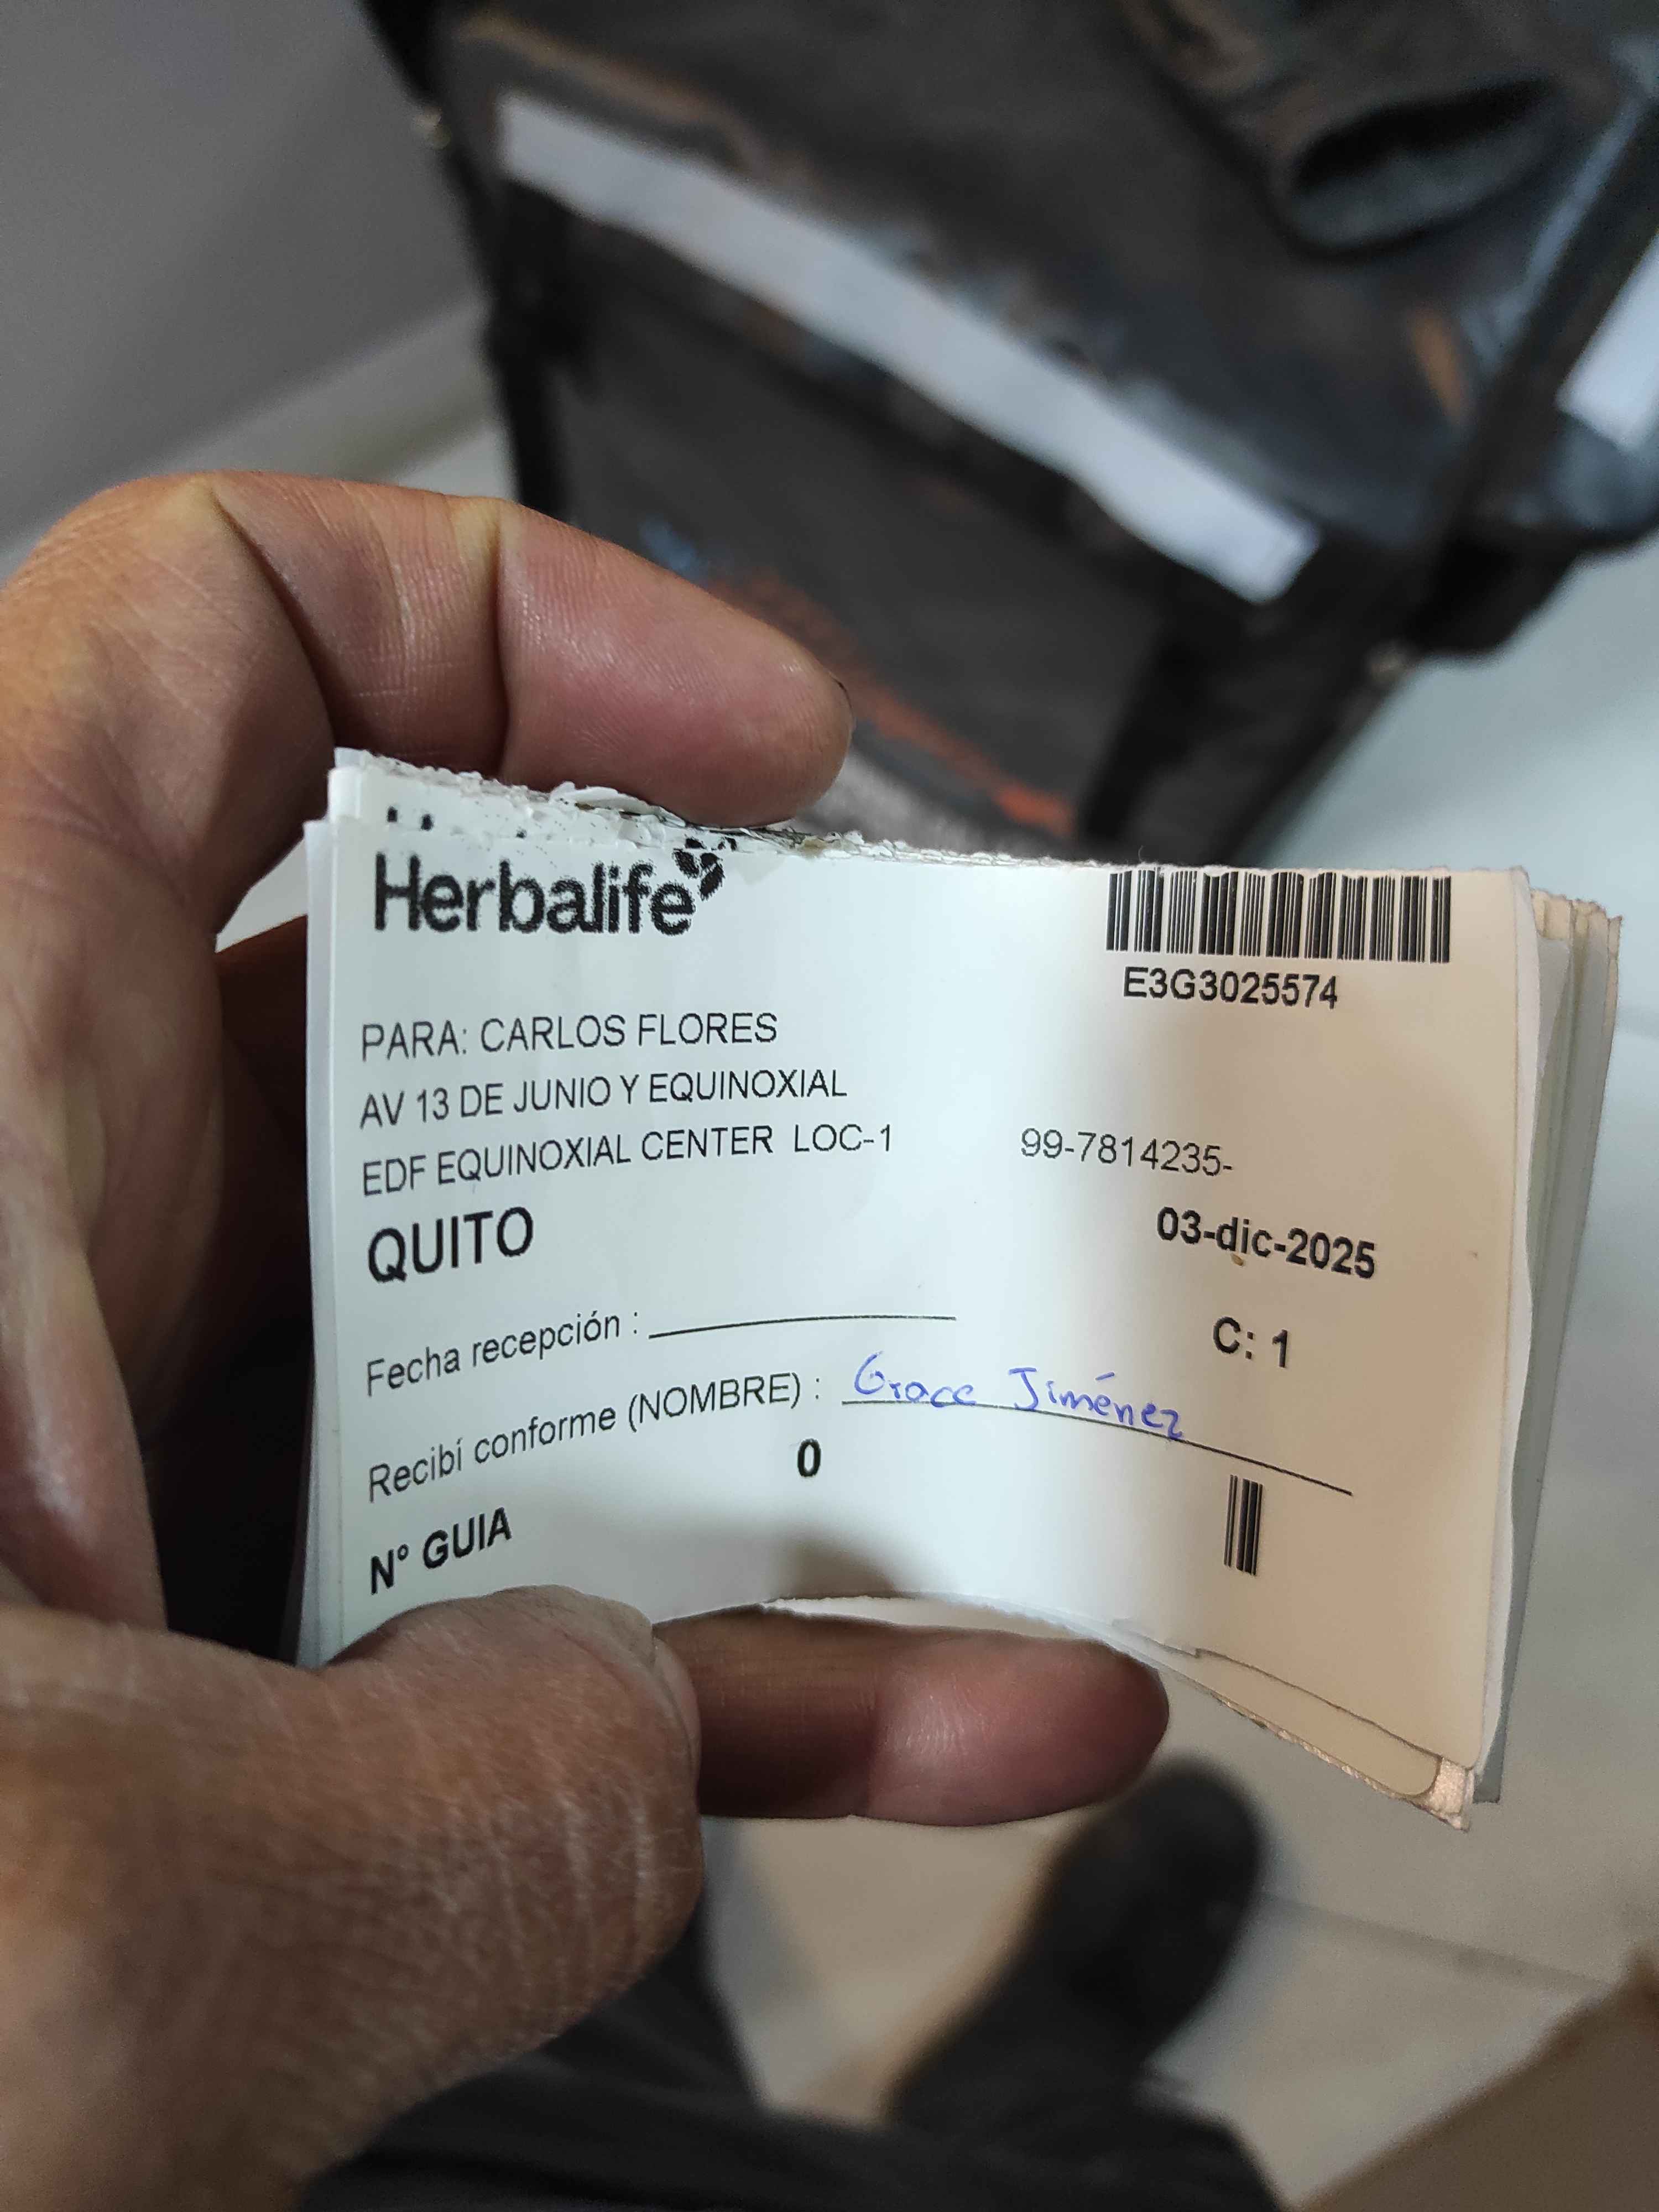 Herbalife
E3G3025574
PARA: CARLOS FLORES
AV 13 DE JUNIO Y EQUINOXIAL
EDF EQUINOXIAL CENTER LOC-1 99-7814235-
QUITO
03-dic-2025
Fecha recepción :
C: 1
Recibí conforme (NOMBRE) : Grace Jiménez
N° GUIA 0